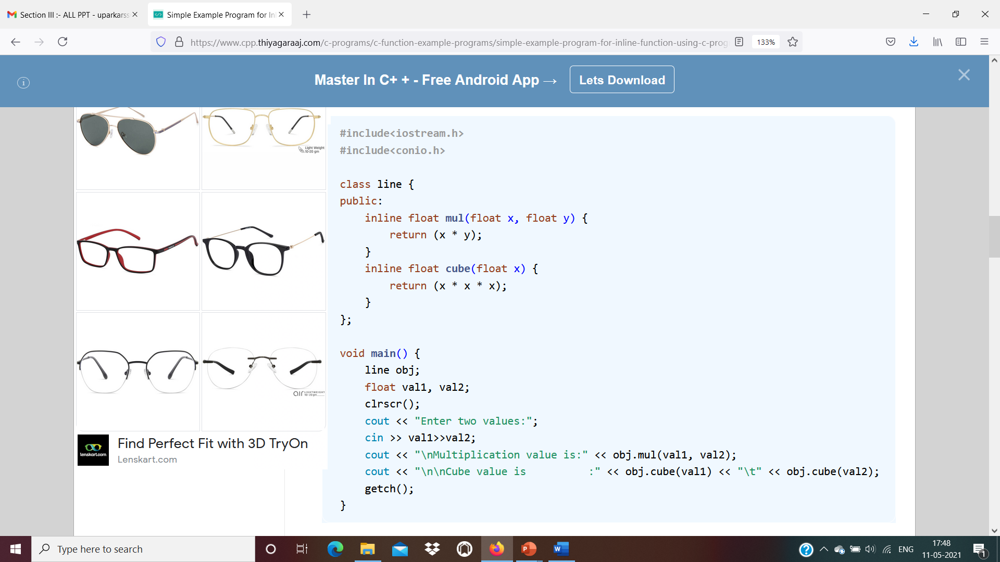 Section III :- ALL PPT - uparkarss
Simple Example Program for Inl
https://www.cpp.thiyagaraaj.com/c-programs/c-function-example-programs/simple-example-program-for-inline-function-using-c-prog
133%
Master In C+ + - Free Android App →
Lets Download
Light Weight
10-20 gm
#include<iostream.h>
#include<conio.h>
class line {
public:
    inline float mul(float x, float y) {
        return (x * y);
    }
    inline float cube(float x) {
        return (x * x * x);
    }
};
void main() {
    line obj;
    float val1, val2;
    clrscr();
    cout << "Enter two values:";
    cin >> val1>>val2;
    cout << "\nMultiplication value is:" << obj.mul(val1, val2);
    cout << "\n\nCube value is          :" << obj.cube(val1) << "\t" << obj.cube(val2);
    getch();
}
air LIGHTWEIGHT
10-20 gm
lenskart.com
Find Perfect Fit with 3D TryOn
Lenskart.com
Type here to search
ENG
17:48
11-05-2021
1